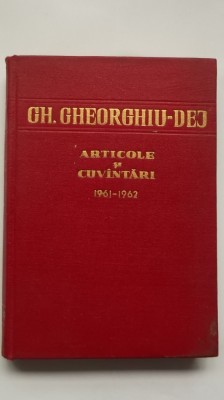 GH. GHEORGHIU-DEJ
ARTICOLE
și
CUVÎNTĂRI
1961-1962